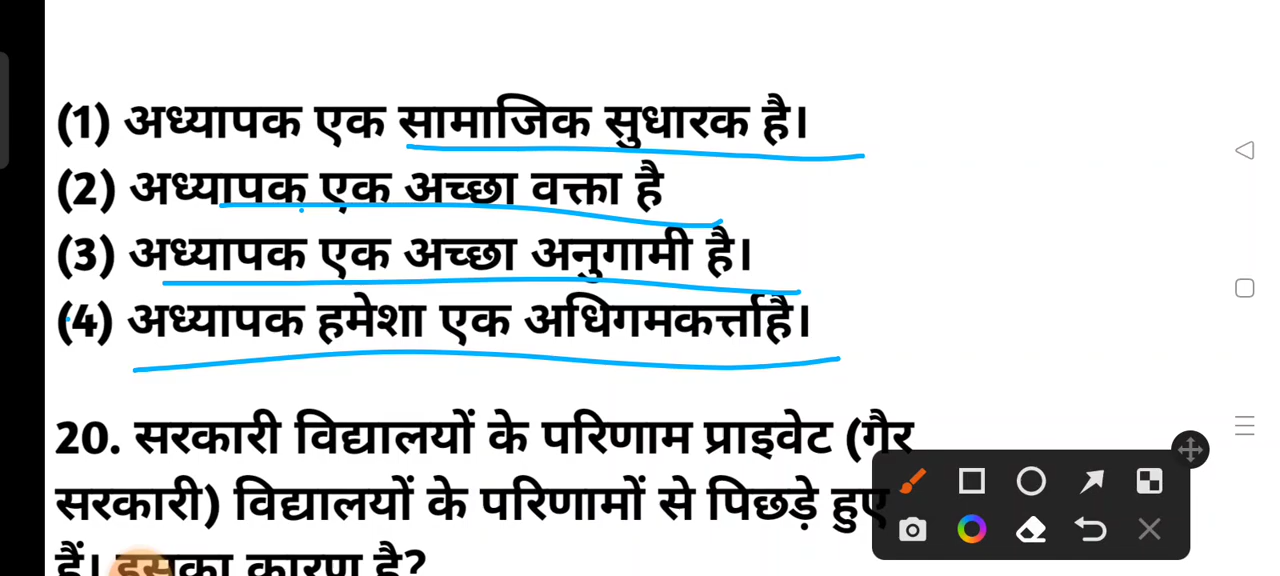 (1) अध्यापक एक सामाजिक सुधारक है।
(2) अध्यापक एक अच्छा वक्ता है
(3) अध्यापक एक अच्छा अनुगामी है।
(4) अध्यापक हमेशा एक अधिगमकर्त्ताहै।
20. सरकारी विद्यालयों के परिणाम प्राइवेट (गैर
सरकारी) विद्यालयों के परिणामों से पिछड़े हुए
हैं। इसका कारण है?